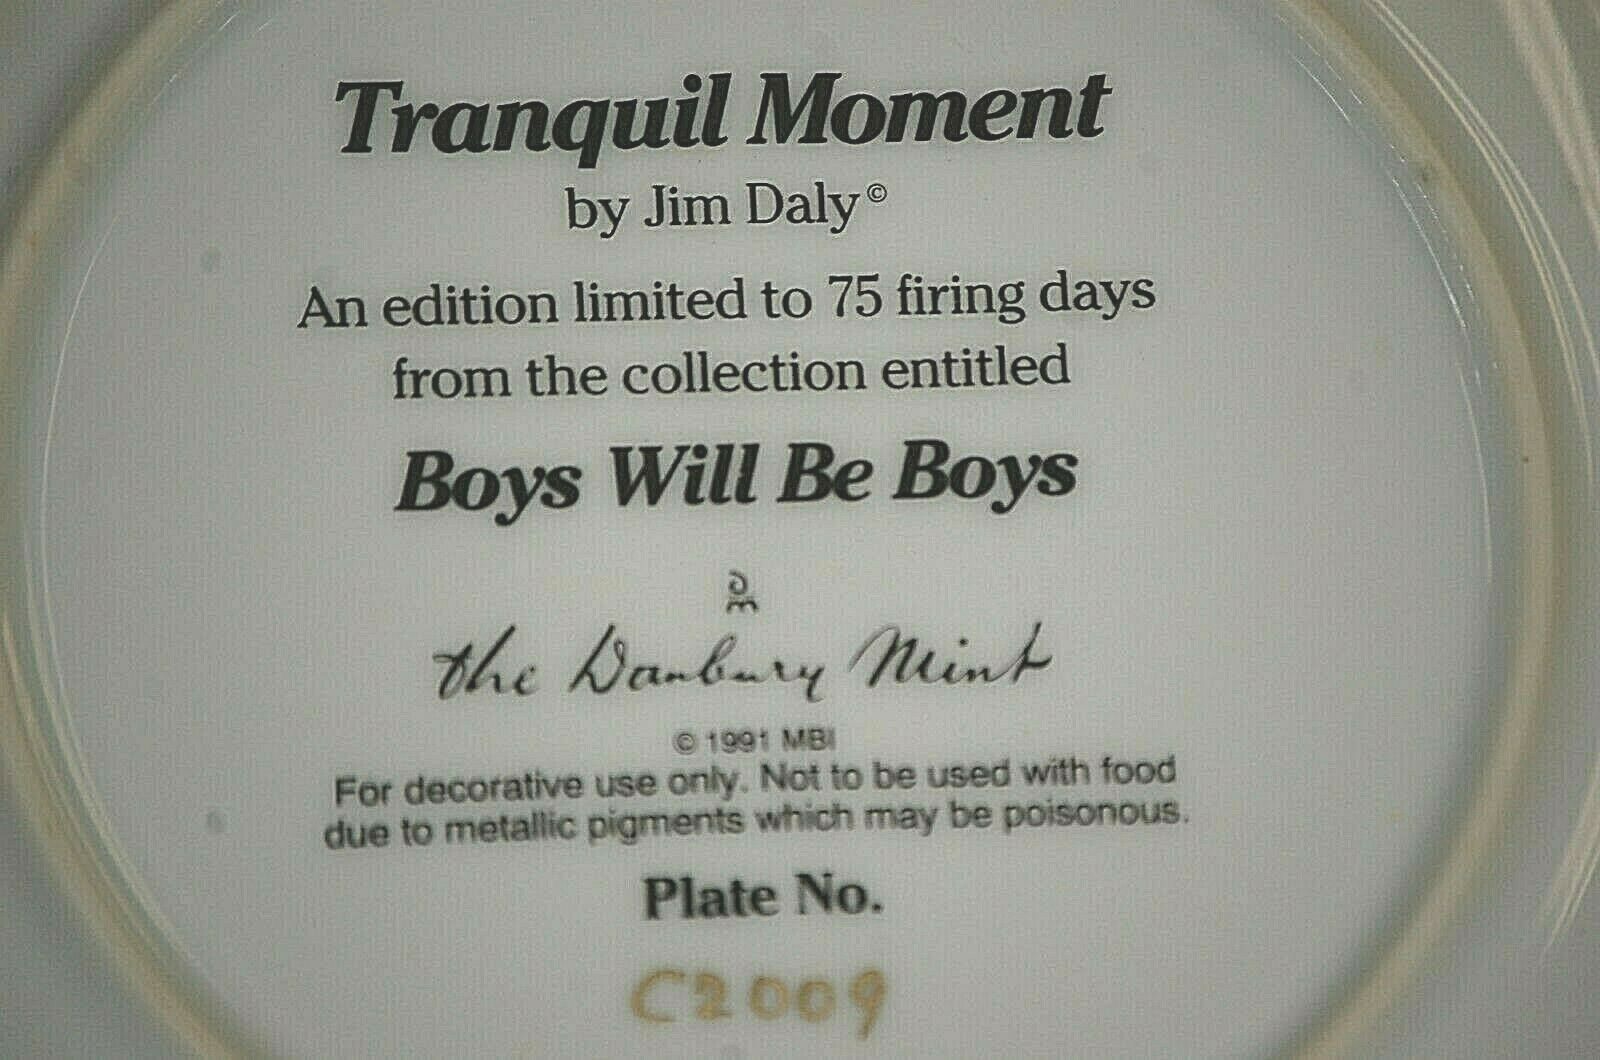 Tranquil Moment
by Jim Daly©
An edition limited to 75 firing days
from the collection entitled
Boys Will Be Boys
DM
the Danbury Mint
© 1991 MBI
For decorative use only. Not to be used with food
due to metallic pigments which may be poisonous.
Plate No.
C2009